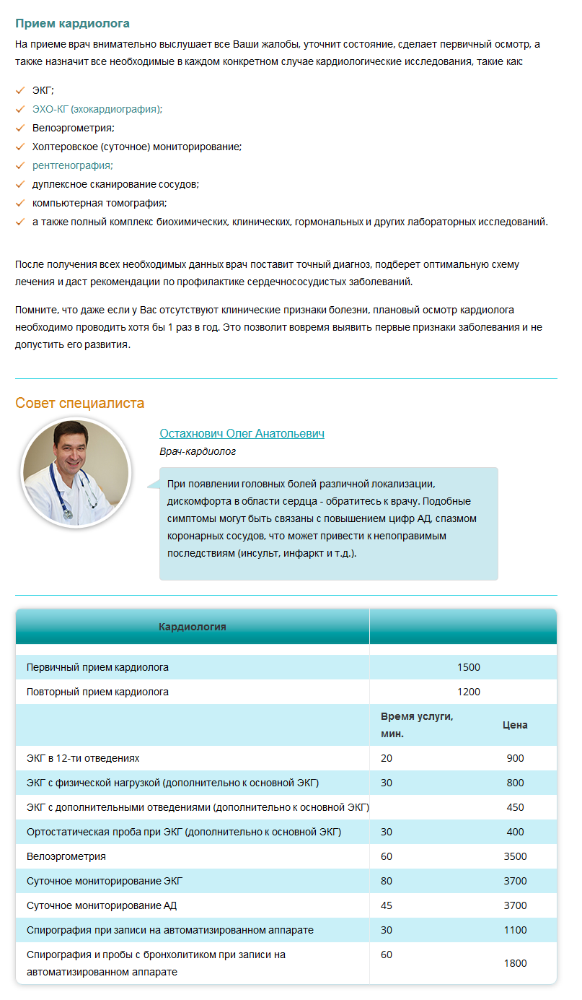 Прием кардиолога
На приеме врач внимательно выслушает все Ваши жалобы, уточнит состояние, сделает первичный осмотр, а
также назначит все необходимые в каждом конкретном случае кардиологические исследования, такие как:
ЭКГ;
ЭХО-КГ (эхокардиография);
Велоэргометрия;
Холтеровское (суточное) мониторирование;
рентгенография;
дуплексное сканирование сосудов;
компьютерная томография;
а также полный комплекс биохимических, клинических, гормональных и других лабораторных исследований.
После получения всех необходимых данных врач поставит точный диагноз, подберет оптимальную схему
лечения и даст рекомендации по профилактике сердечнососудистых заболеваний.
Помните, что даже если у Вас отсутствуют клинические признаки болезни, плановый осмотр кардиолога
необходимо проводить хотя бы 1 раз в год. Это позволит вовремя выявить первые признаки заболевания и не
допустить его развития.
Совет специалиста
Остахнович Олег Анатольевич
Врач-кардиолог
При появлении головных болей различной локализации,
дискомфорта в области сердца - обратитесь к врачу. Подобные
симптомы могут быть связаны с повышением цифр АД, спазмом
коронарных сосудов, что может привести к непоправимым
последствиям (инсульт, инфаркт и т.д.).
Кардиология
Первичный прием кардиолога 1500
Повторный прием кардиолога 1200
Время услуги,
мин. Цена
ЭКГ в 12-ти отведениях 20 900
ЭКГ с физической нагрузкой (дополнительно к основной ЭКГ) 30 800
ЭКГ с дополнительными отведениями (дополнительно к основной ЭКГ) 450
Ортостатическая проба при ЭКГ (дополнительно к основной ЭКГ) 30 400
Велоэргометрия 60 3500
Суточное мониторирование ЭКГ 80 3700
Суточное мониторирование АД 45 3700
Спирография при записи на автоматизированном аппарате 30 1100
Спирография и пробы с бронхолитиком при записи на 60
автоматизированном аппарате 1800